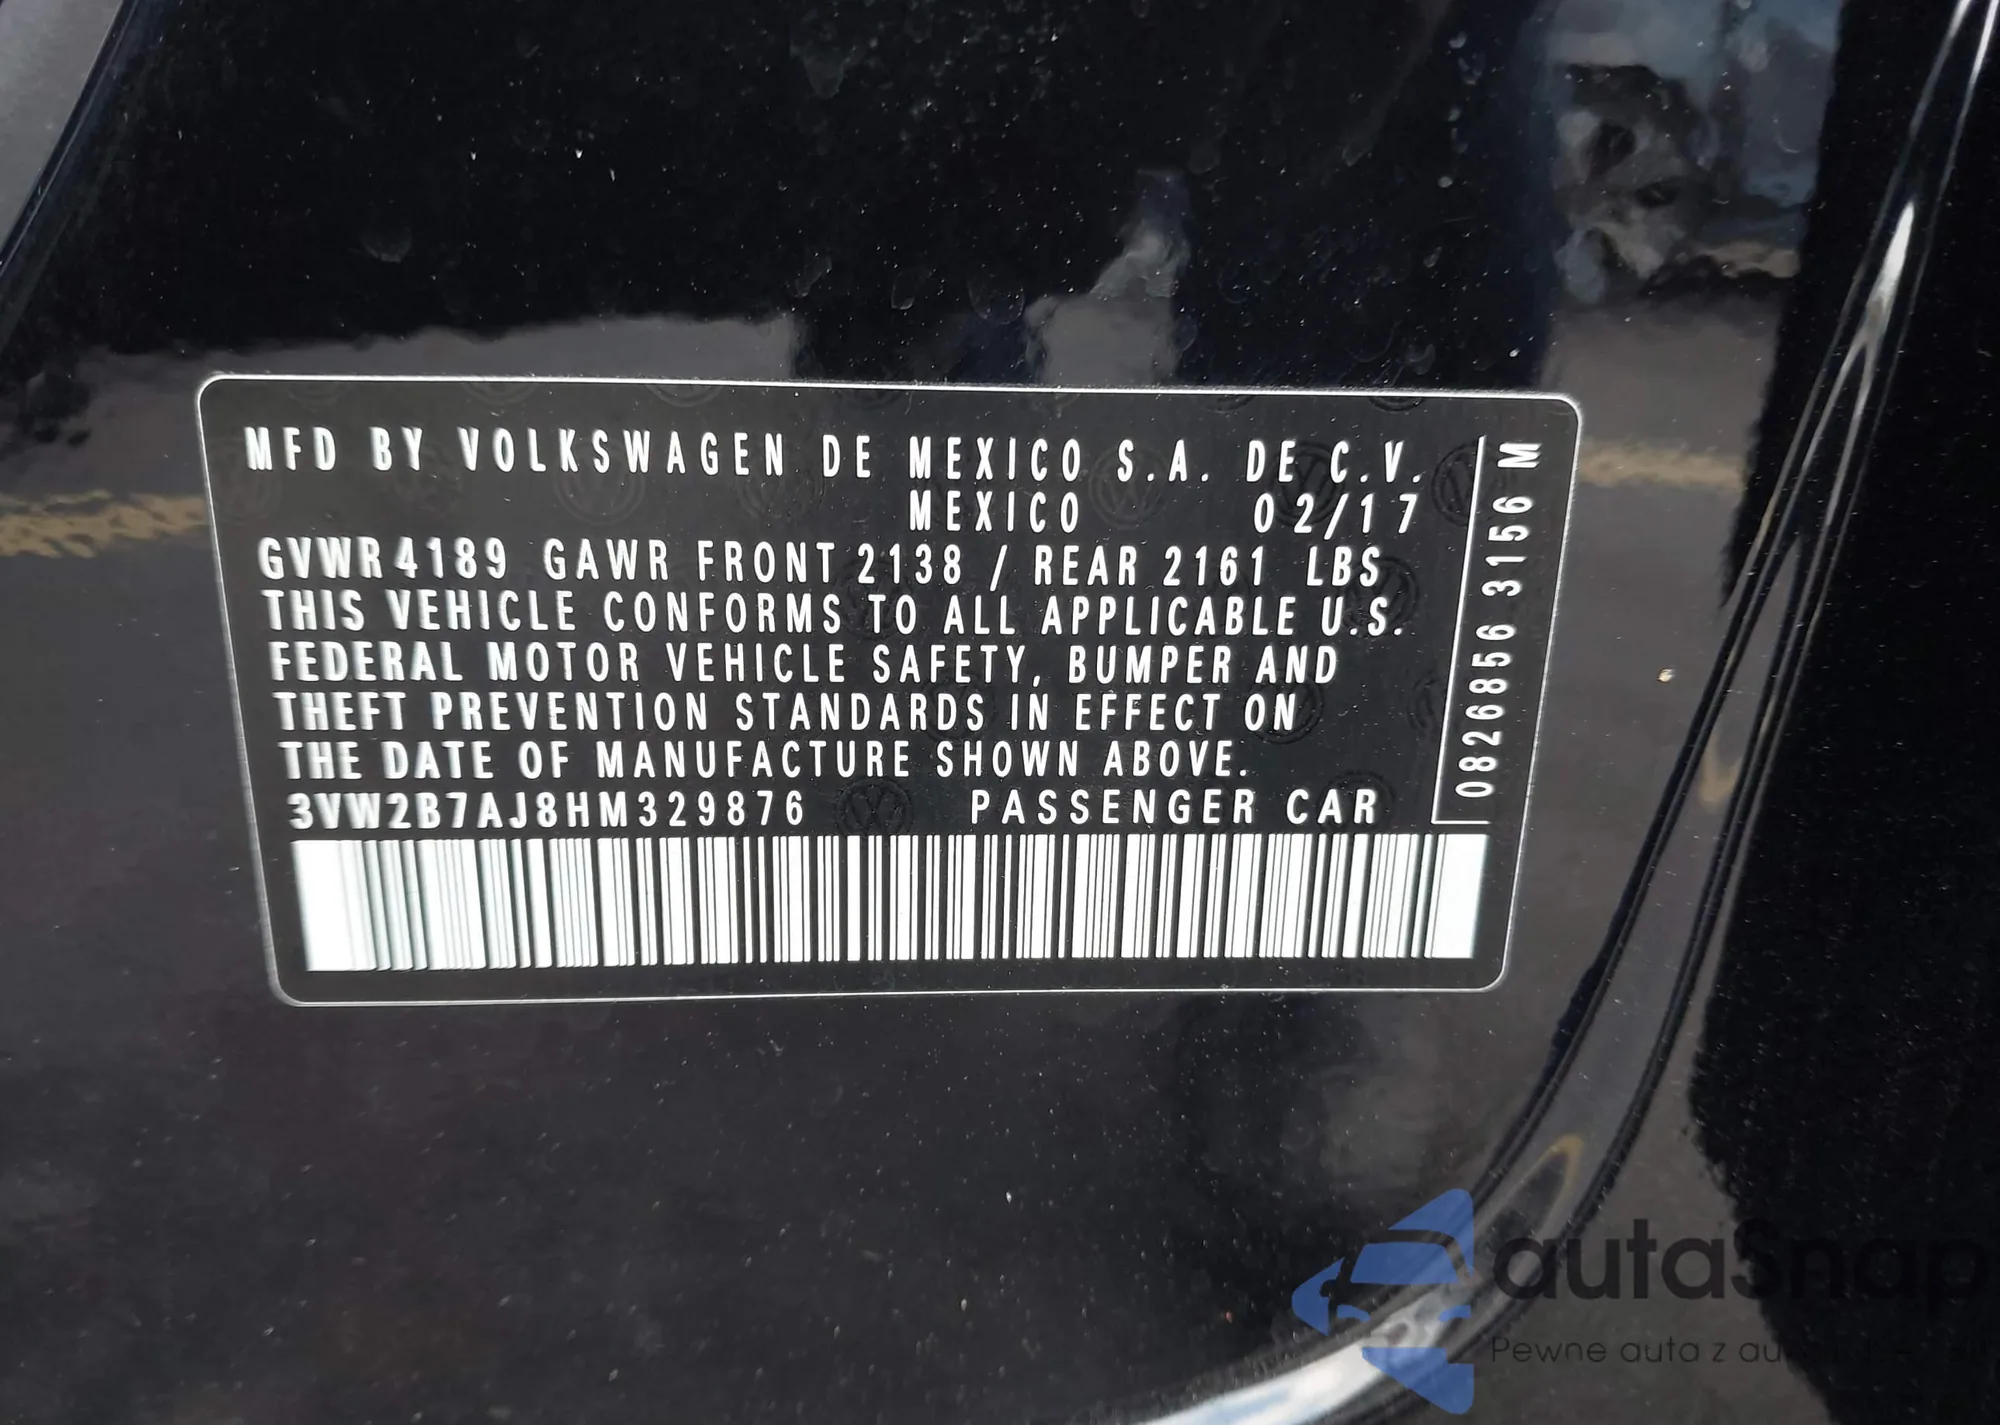 MFD BY VOLKSWAGEN DE MEXICO S.A. DE C.V.
MEXICO 02/17
GVWR 4189 GAWR FRONT 2138 / REAR 2161 LBS
THIS VEHICLE CONFORMS TO ALL APPLICABLE U.S.
FEDERAL MOTOR VEHICLE SAFETY, BUMPER AND
THEFT PREVENTION STANDARDS IN EFFECT ON
THE DATE OF MANUFACTURE SHOWN ABOVE.
3VW2B7AJ8HM329876 PASSENGER CAR
0826856 3156 M
autaSnap
Pewne auta z